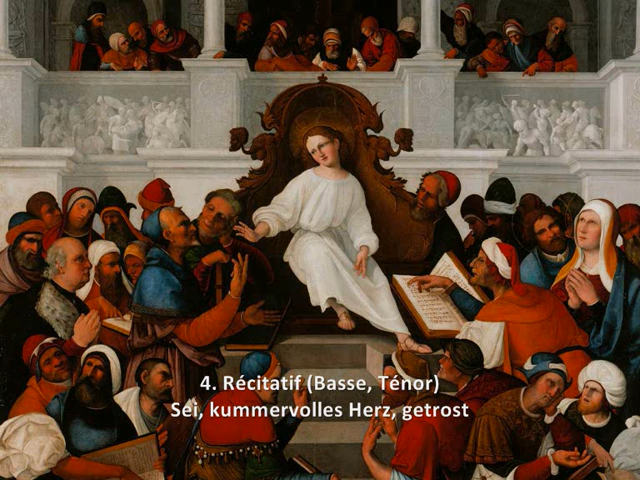 4. Récitatif (Basse, Ténor)
Sei, kummervolles Herz, getrost